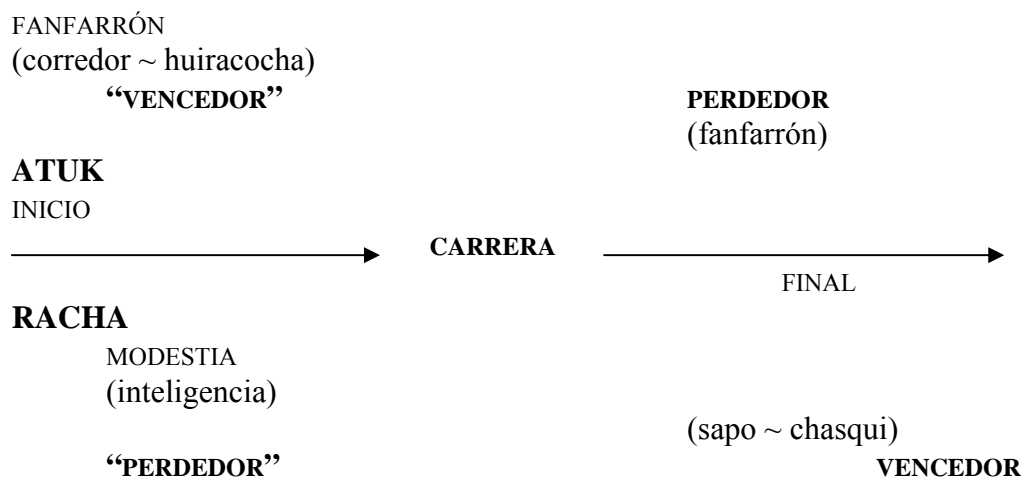 FANFARRÓN
(corredor ~ huiracocha)
“VENCEDOR” PERDEDOR
(fanfarrón)
ATUK
INICIO
CARRERA
FINAL
RACHA
MODESTIA
(inteligencia)
(sapo ~ chasqui)
“PERDEDOR” VENCEDOR